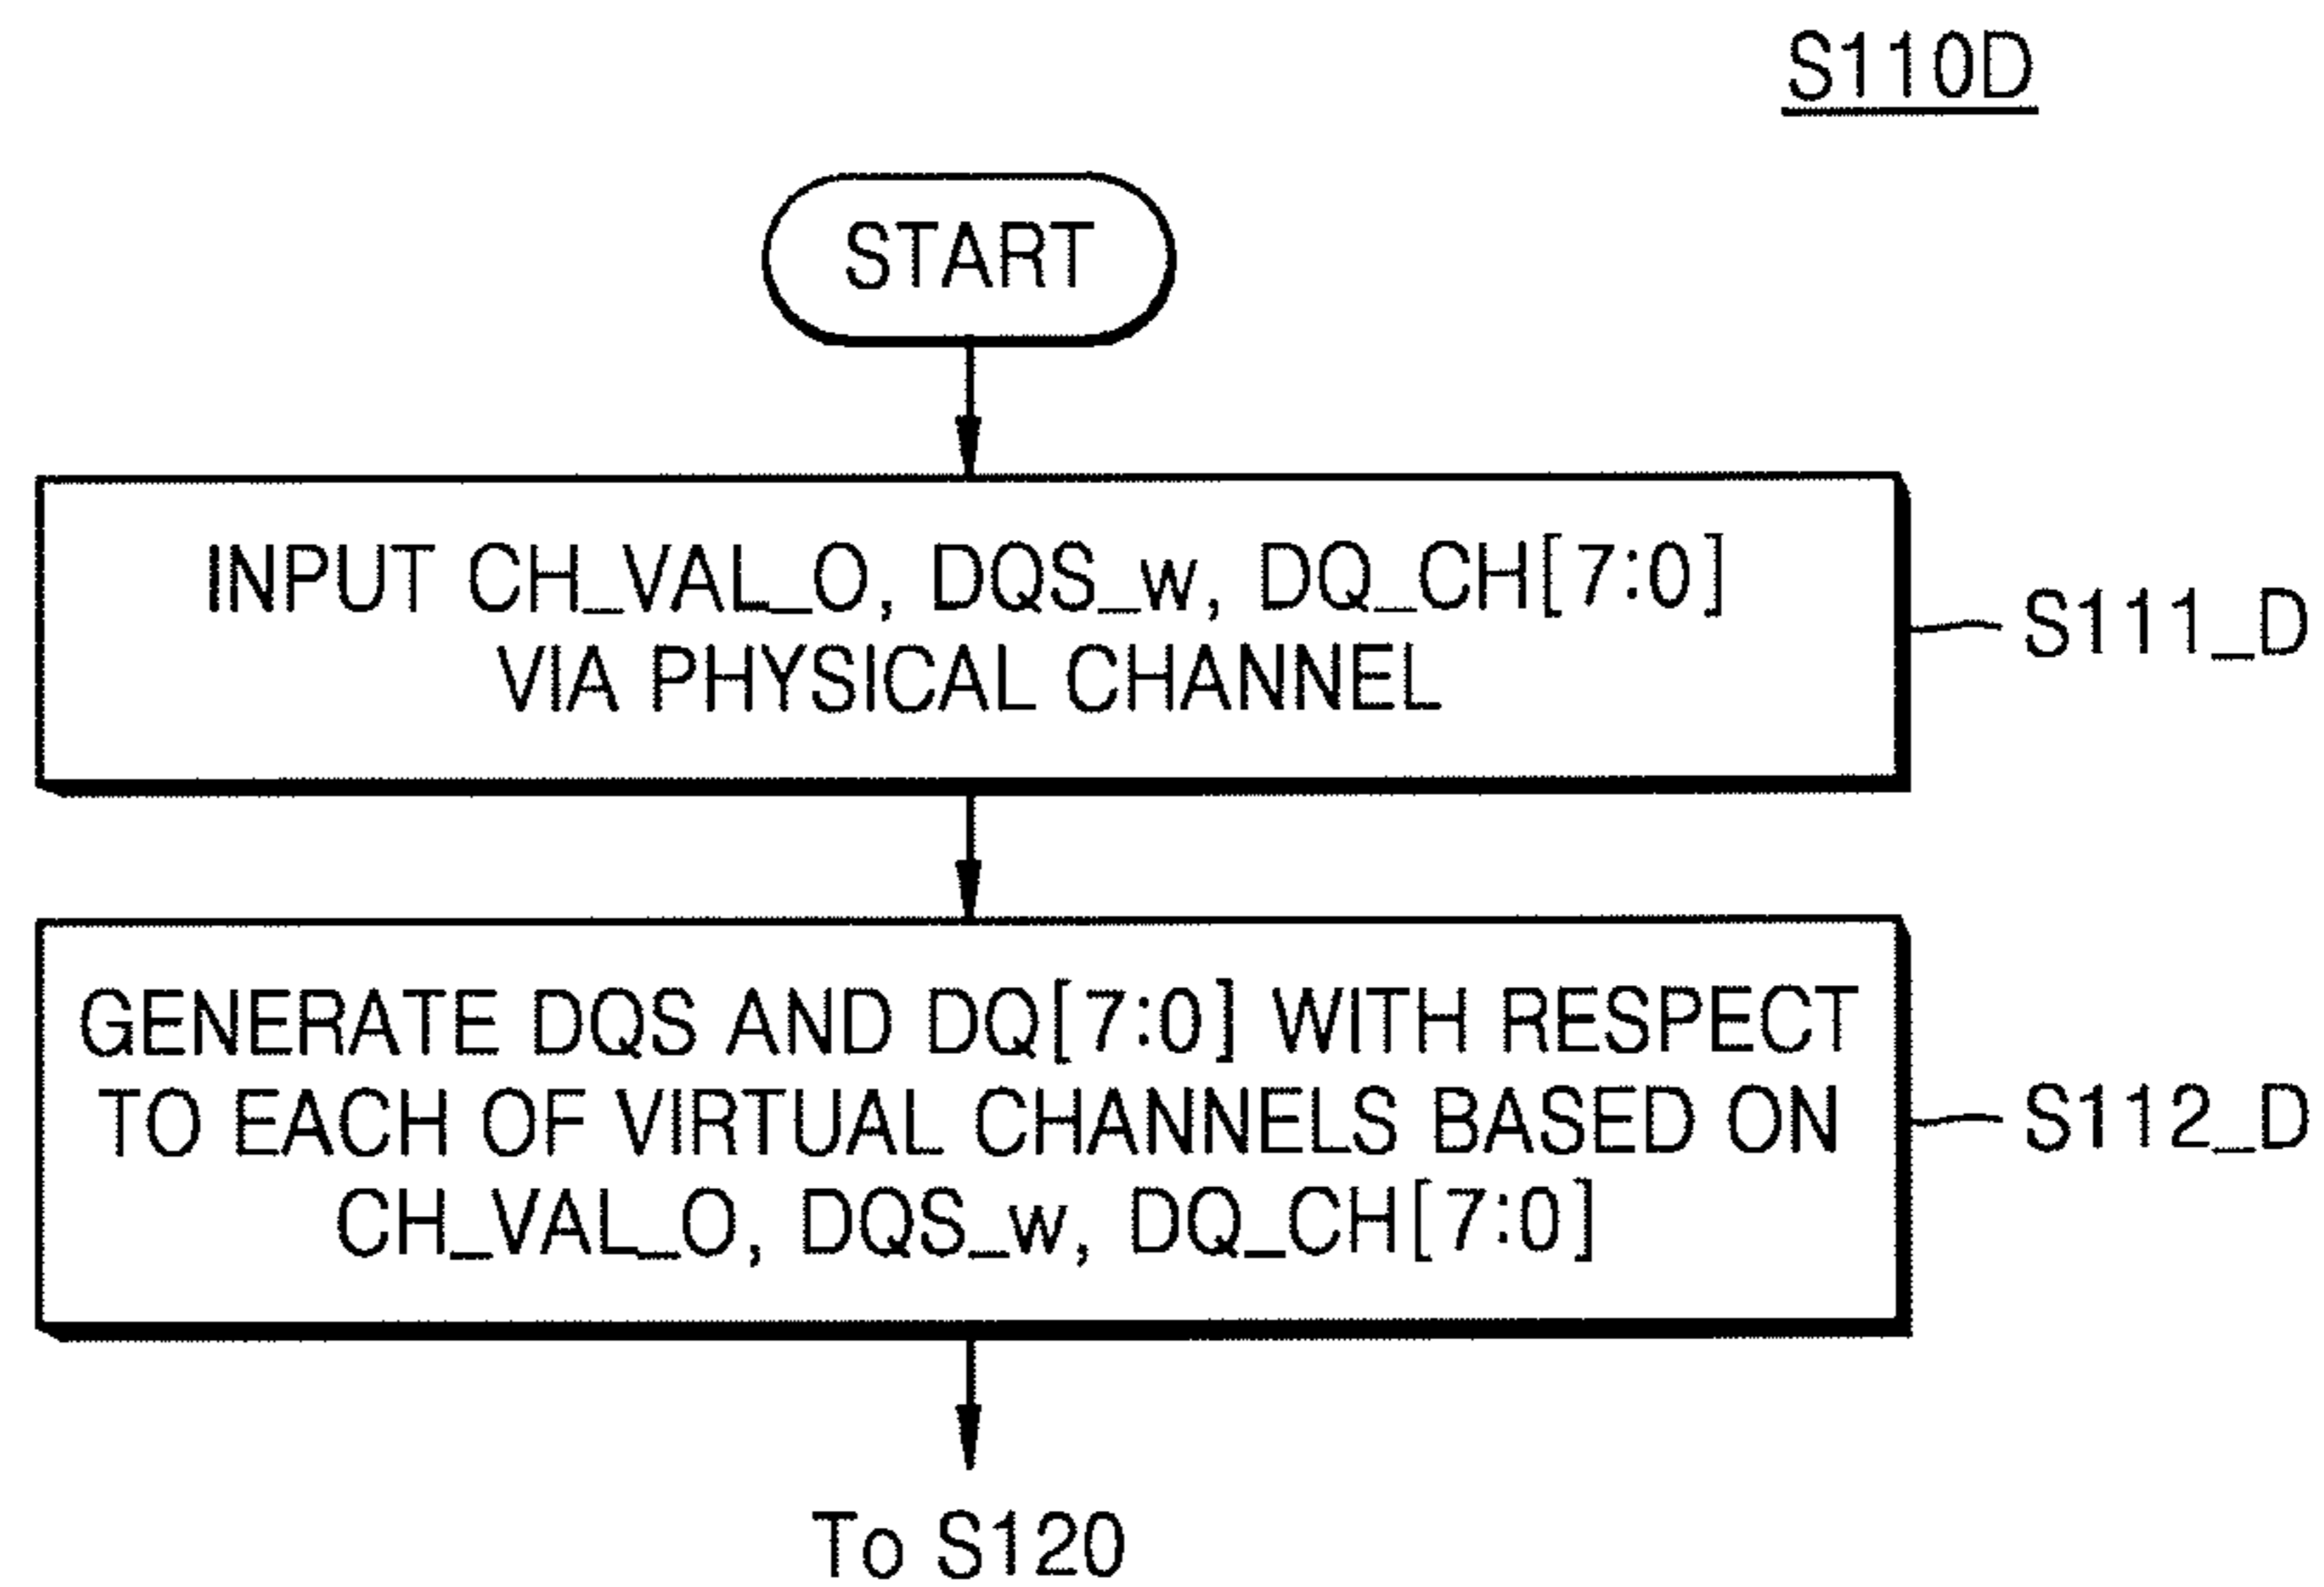 S110D
START
INPUT CH_VAL_O, DQS_w, DQ_CH[7:0]
VIA PHYSICAL CHANNEL
S111_D
GENERATE DQS AND DQ[7:0] WITH RESPECT
TO EACH OF VIRTUAL CHANNELS BASED ON
CH_VAL_O, DQS_w, DQ_CH[7:0]
S112_D
To S120